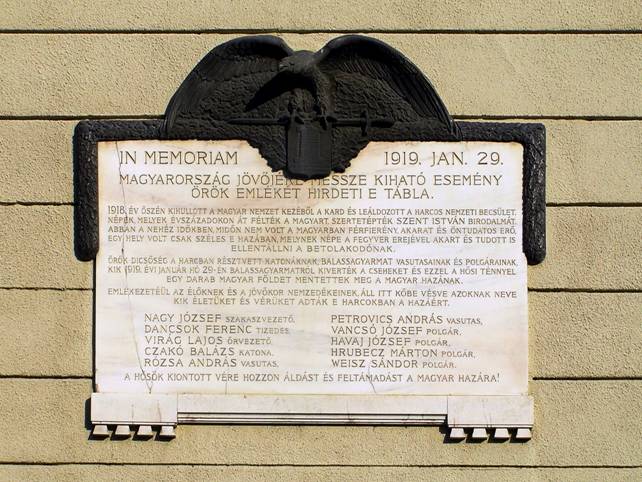 IN MEMORIAM 1919. JAN. 29.
MAGYARORSZÁG JÖVŐJÉRE MESSZE KIHATÓ ESEMÉNY
ÖRÖK EMLÉKÉT HIRDETI E TÁBLA.
1918. ÉV ŐSZÉN KIHULLOTT A MAGYAR NEMZET KEZÉBŐL A KARD ÉS LEÁLDOZOTT A HARCOS NEMZETI BECSÜLET.
NÉPEK, MELYEK ÉVSZÁZADOKON ÁT FÉLTÉK A MAGYART, SZERTETÉPTÉK SZENT ISTVÁN BIRODALMÁT.
ABBAN A NEHÉZ IDŐKBEN, MIDŐN NEM VOLT A MAGYARBAN FÉRFIERÉNY, AKARAT ÉS ÖNTUDATOS ERŐ,
EGY HELY VOLT CSAK SZÉLES E HAZÁBAN, MELYNEK NÉPE A FEGYVER EREJÉVEL AKART ÉS TUDOTT IS
ELLENTÁLLNI A BETOLAKODÓNAK.
ÖRÖK DICSŐSÉG A HARCBAN RÉSZTVETT KATONÁKNAK, BALASSAGYARMAT VASUTASAINAK ÉS POLGÁRAINAK,
KIK 1919. ÉVI JANUÁR HÓ 29-ÉN BALASSAGYARMATRÓL KIVERTÉK A CSEHEKET ÉS EZZEL A HŐSI TÉNNYEL
EGY DARAB MAGYAR FÖLDET MENTETTEK MEG A MAGYAR HAZÁNAK.
EMLÉKEZETÉÜL AZ ÉLŐKNEK ÉS A JÖVŐKOR NEMZEDÉKEINEK, ÁLL ITT KŐBE VÉSVE AZOKNAK NEVE
KIK ÉLETÜKET ÉS VÉRÜKET ADTÁK E HARCOKBAN A HAZÁÉRT.
NAGY JÓZSEF SZAKASZVEZETŐ,
DANCSOK FERENC TIZEDES,
VIRÁG LAJOS ŐRVEZETŐ,
CZAKÓ BALÁZS KATONA,
RÓZSA ANDRÁS VASUTAS,
PETROVICS ANDRÁS VASUTAS,
VANCSÓ JÓZSEF POLGÁR,
HAVAJ JÓZSEF POLGÁR,
HRUBECZ MÁRTON POLGÁR,
WEISZ SÁNDOR POLGÁR.
A HŐSÖK KIONTOTT VÉRE HOZZON ÁLDÁST ÉS FELTÁMADÁST A MAGYAR HAZÁRA!